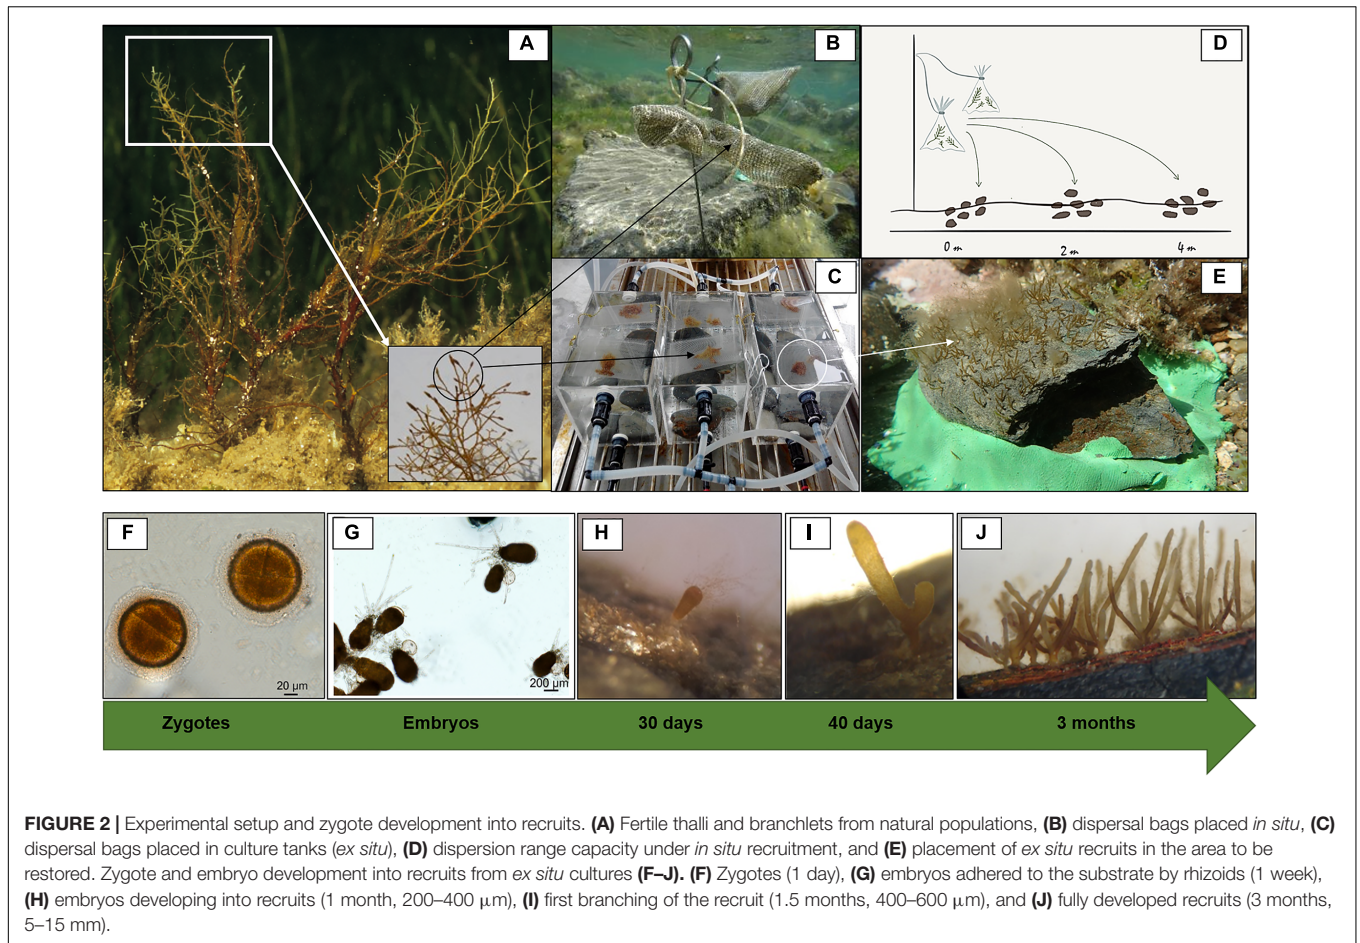 A
B
D
0 m
2 m
4 m
C
E
F
20 µm
G
200 µm
H
I
J
Zygotes
Embryos
30 days
40 days
3 months
FIGURE 2 | Experimental setup and zygote development into recruits. (A) Fertile thalli and branchlets from natural populations, (B) dispersal bags placed in situ, (C)
dispersal bags placed in culture tanks (ex situ), (D) dispersion range capacity under in situ recruitment, and (E) placement of ex situ recruits in the area to be
restored. Zygote and embryo development into recruits from ex situ cultures (F–J). (F) Zygotes (1 day), (G) embryos adhered to the substrate by rhizoids (1 week),
(H) embryos developing into recruits (1 month, 200–400 µm), (I) first branching of the recruit (1.5 months, 400–600 µm), and (J) fully developed recruits (3 months,
5–15 mm).